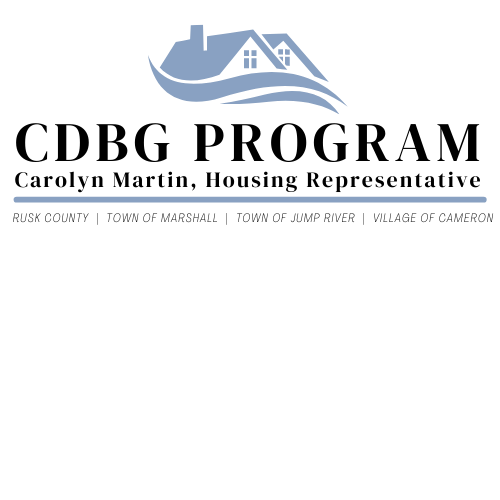 CDBG PROGRAM
Carolyn Martin, Housing Representative
RUSK COUNTY | TOWN OF MARSHALL | TOWN OF JUMP RIVER | VILLAGE OF CAMERON